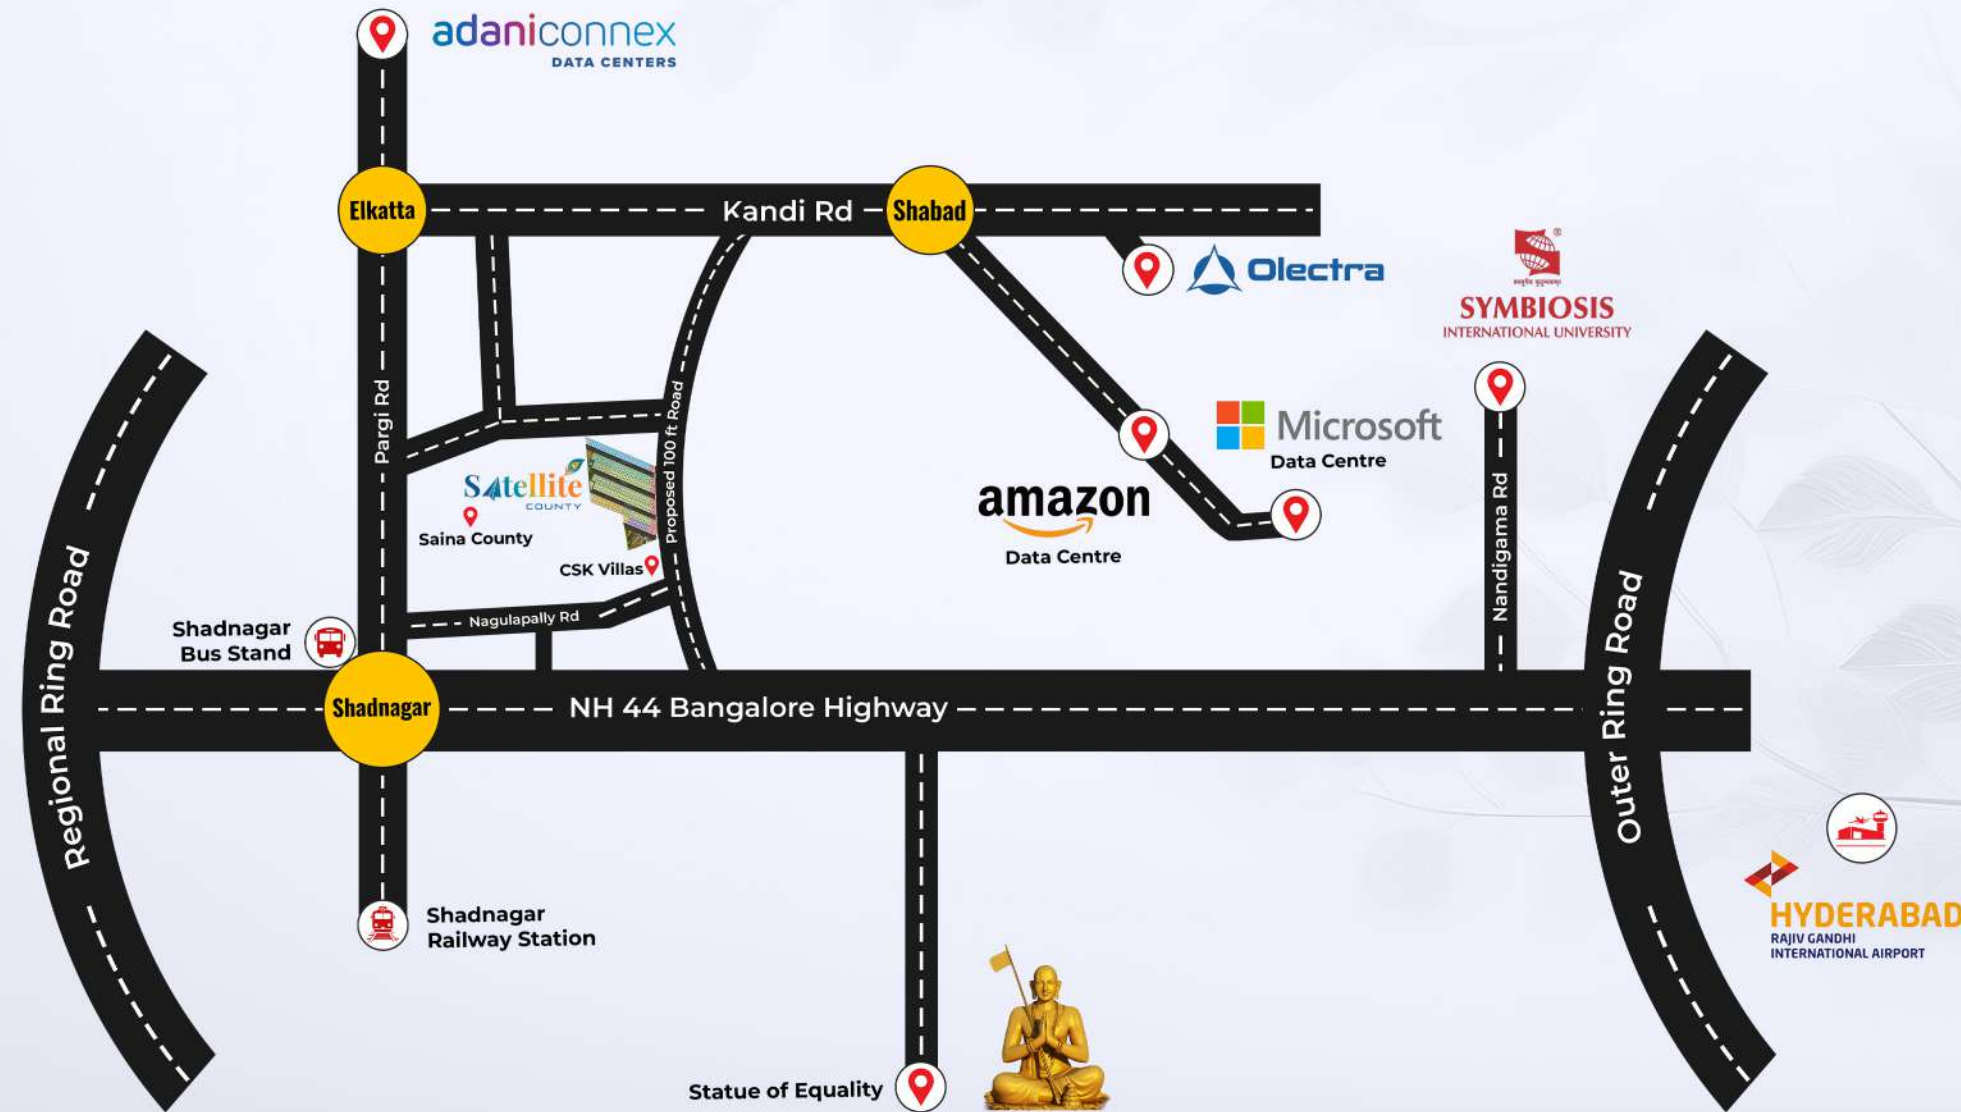 adaniconnex
DATA CENTERS
Elkatta
Kandi Rd
Shabad
Olectra
®
SYMBIOSIS
INTERNATIONAL UNIVERSITY
Pargi Rd
Proposed 100 ft Road
Microsoft
Data Centre
Satellite
COUNTY
Saina County
CSK Villas
amazon
Data Centre
Nandigama Rd
Regional Ring Road
Outer Ring Road
Nagulapally Rd
Shadnagar
Bus Stand
Shadnagar
NH 44 Bangalore Highway
HYDERABAD
RAJIV GANDHI
INTERNATIONAL AIRPORT
Shadnagar
Railway Station
Statue of Equality